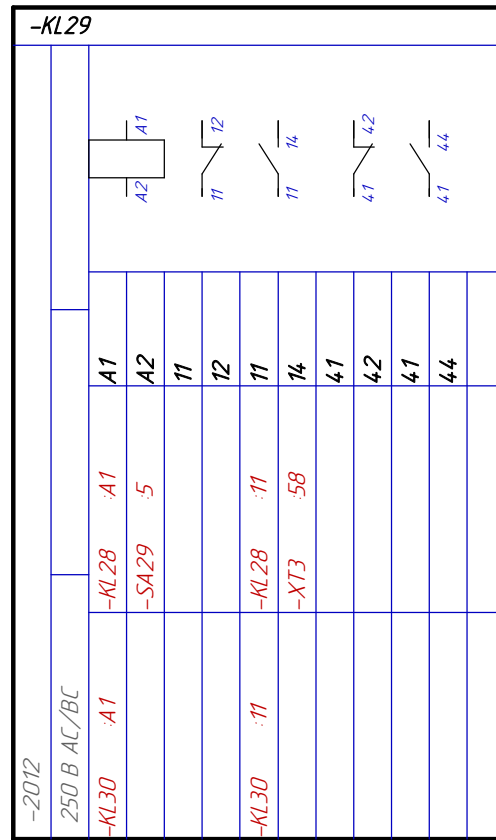 -KL29
-2012
250 В AC/BC
A1 A2
11 12
11 14
41 42
41 44
-KL30 :A1 -KL28 :A1 A1
-SA29 :5 A2
11
12
-KL30 :11 -KL28 :11 11
-XT3 :58 14
41
42
41
44